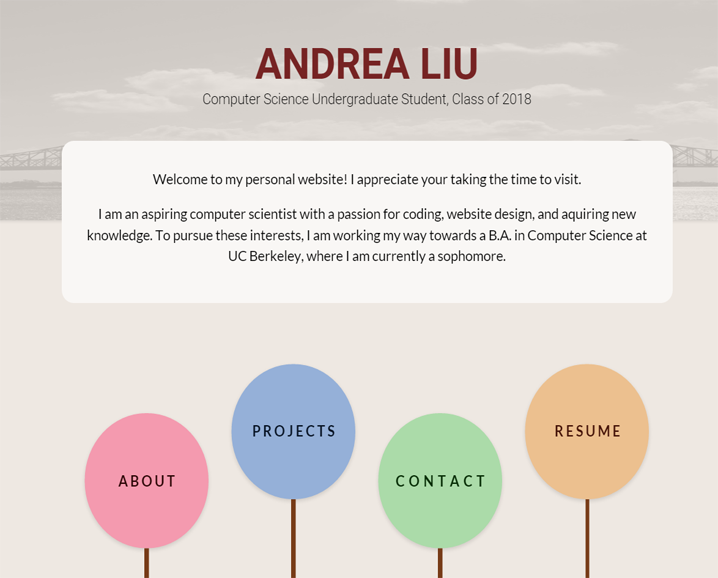 ANDREA LIU
Computer Science Undergraduate Student, Class of 2018
Welcome to my personal website! I appreciate your taking the time to visit.
I am an aspiring computer scientist with a passion for coding, website design, and aquiring new
knowledge. To pursue these interests, I am working my way towards a B.A. in Computer Science at
UC Berkeley, where I am currently a sophomore.
ABOUT
PROJECTS
CONTACT
RESUME